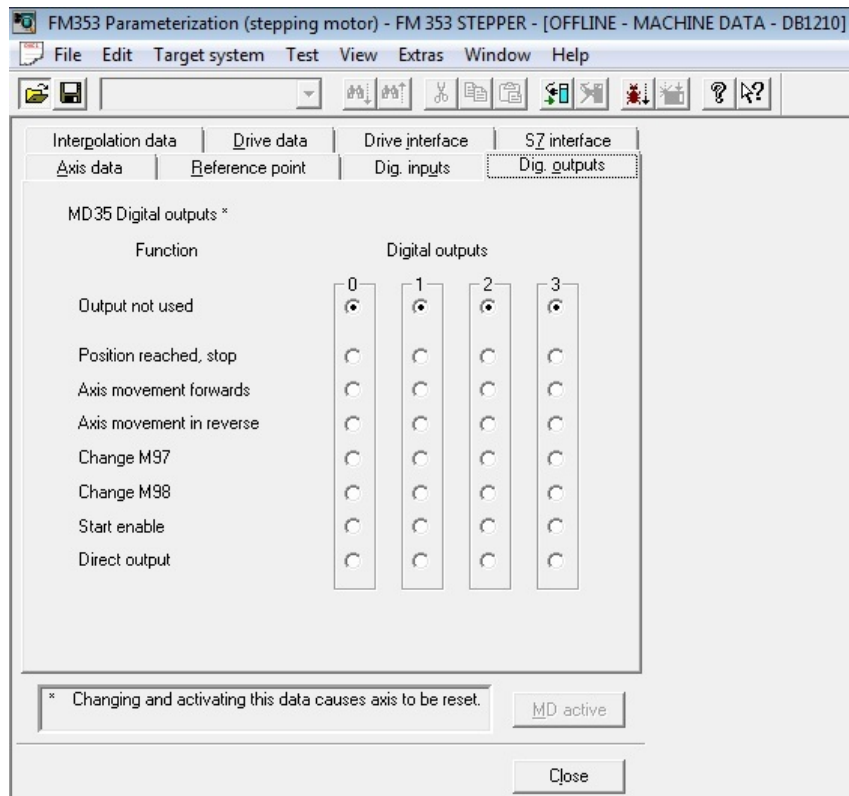 FM353 Parameterization (stepping motor) - FM 353 STEPPER - [OFFLINE - MACHINE DATA - DB1210]
File Edit Target system Test View Extras Window Help
Interpolation data Drive data Drive interface S7 interface
Axis data Reference point Dig. inputs Dig. outputs
MD35 Digital outputs *
Function Digital outputs
0 1 2 3
Output not used
Position reached, stop
Axis movement forwards
Axis movement in reverse
Change M97
Change M98
Start enable
Direct output
* Changing and activating this data causes axis to be reset.
MD active
Close